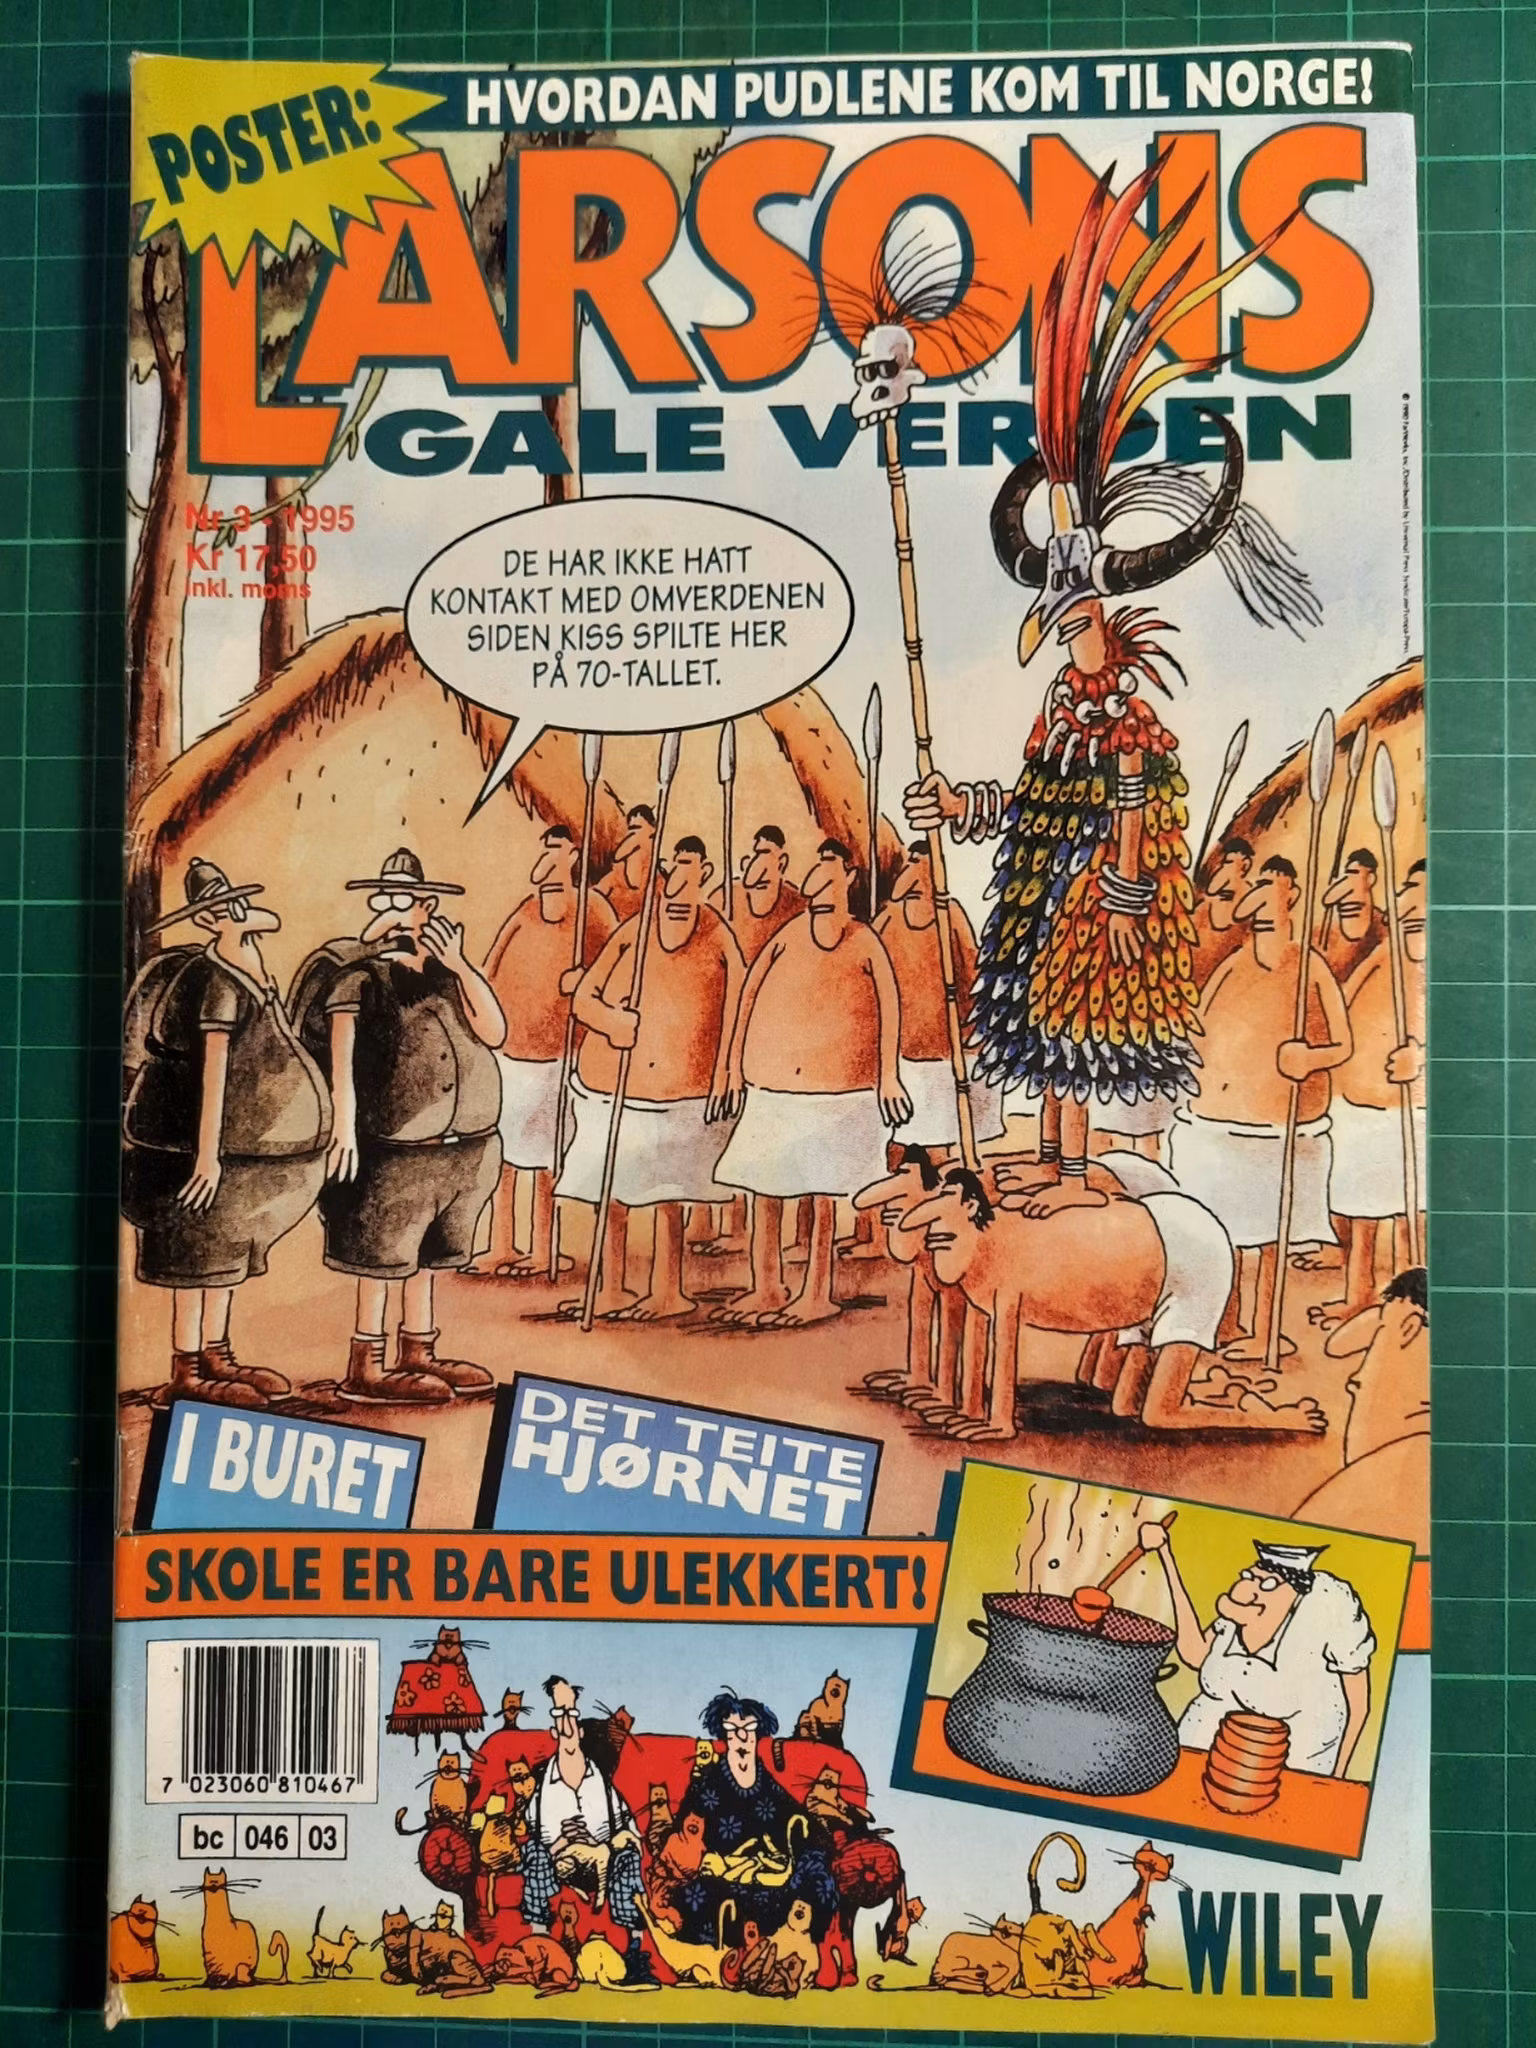 POSTER:
HVORDAN PUDLENE KOM TIL NORGE!
LARSONS
GALE VERDEN
Nr 3 - 1995
Kr 17,50
inkl. moms
DE HAR IKKE HATT
KONTAKT MED OMVERDENEN
SIDEN KISS SPILTE HER
PÅ 70-TALLET.
I BURET
DET TEITE
HJØRNET
SKOLE ER BARE ULEKKERT!
7 023060 810467
bc 046 03
WILEY